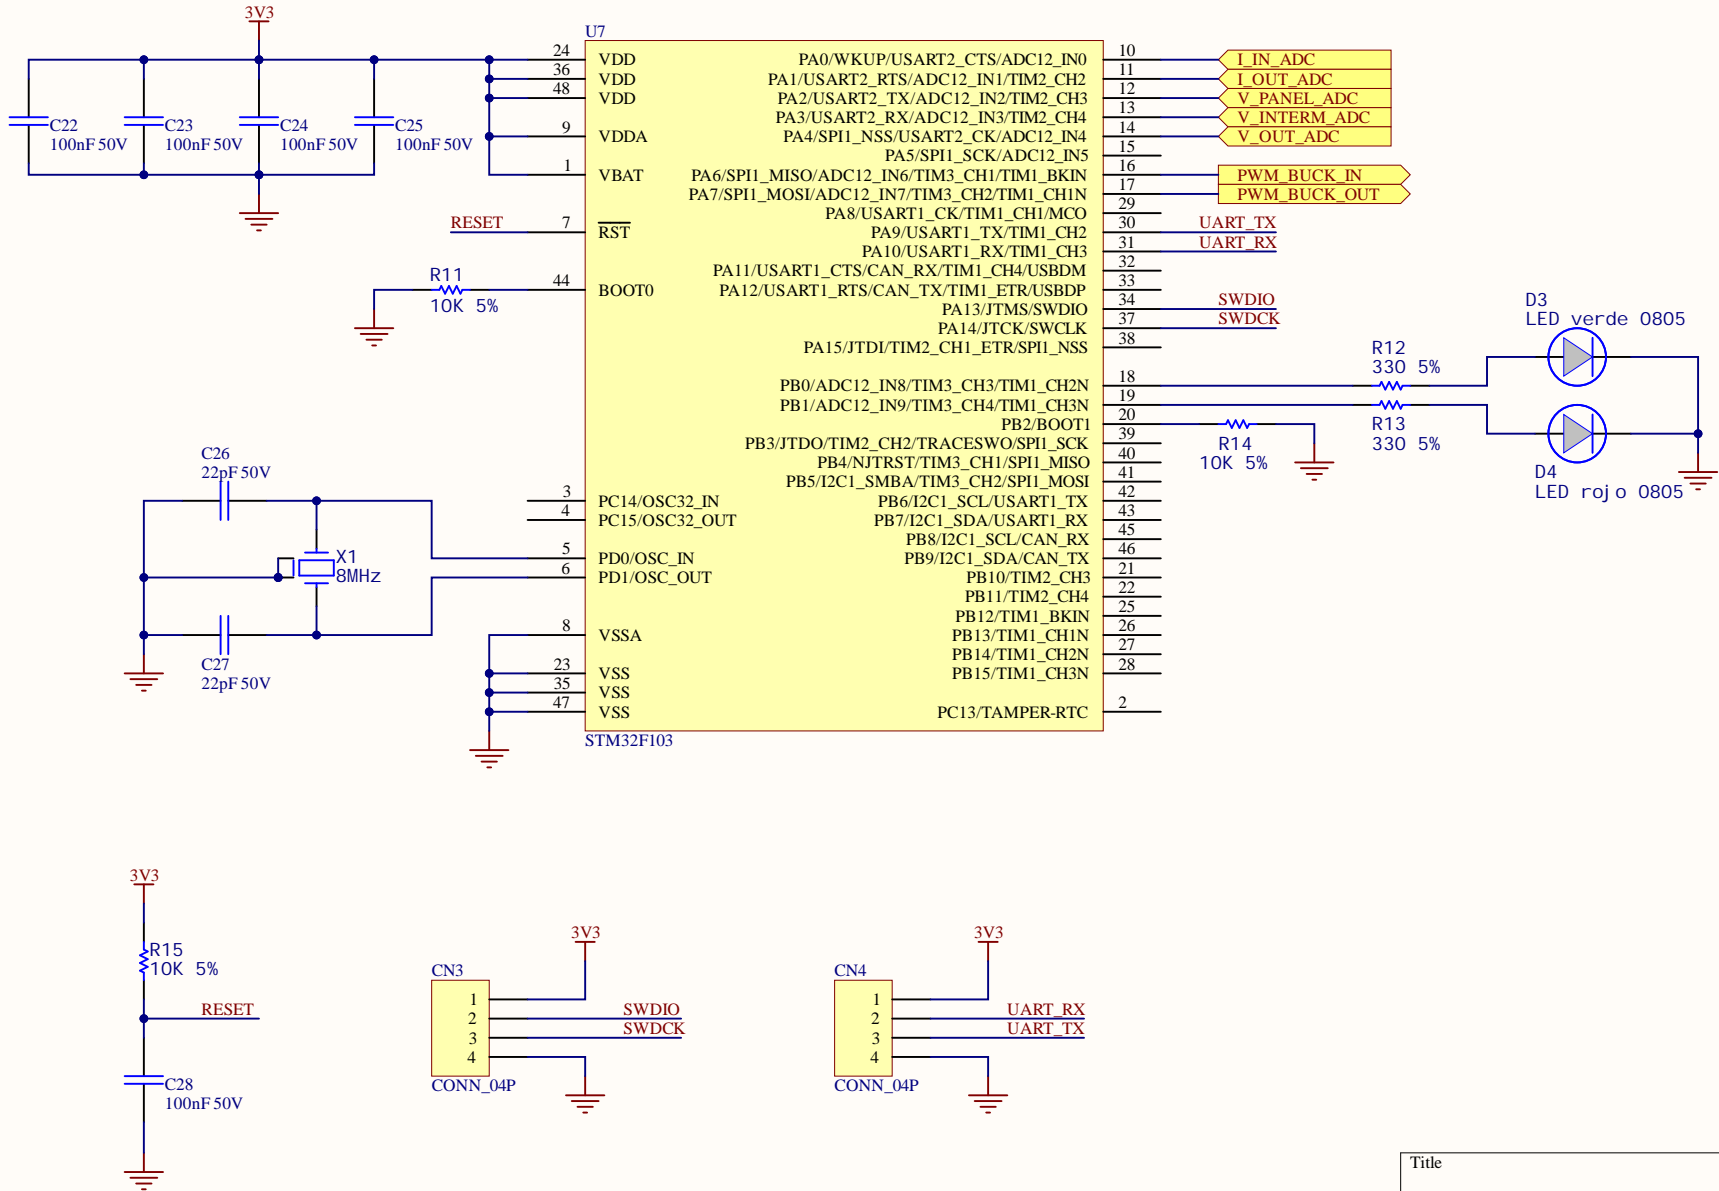 3V3
C22
100nF 50V
C23
100nF 50V
C24
100nF 50V
C25
100nF 50V
U7
24 VDD
36 VDD
48 VDD
9 VDDA
1 VBAT
RESET 7 RST
44 BOOT0
R11
10K 5%
3 PC14/OSC32_IN
4 PC15/OSC32_OUT
5 PD0/OSC_IN
6 PD1/OSC_OUT
8 VSSA
23 VSS
35 VSS
47 VSS
STM32F103
PA0/WKUP/USART2_CTS/ADC12_IN0 10 I_IN_ADC
PA1/USART2_RTS/ADC12_IN1/TIM2_CH2 11 I_OUT_ADC
PA2/USART2_TX/ADC12_IN2/TIM2_CH3 12 V_PANEL_ADC
PA3/USART2_RX/ADC12_IN3/TIM2_CH4 13 V_INTERM_ADC
PA4/SPI1_NSS/USART2_CK/ADC12_IN4 14 V_OUT_ADC
PA5/SPI1_SCK/ADC12_IN5 15
PA6/SPI1_MISO/ADC12_IN6/TIM3_CH1/TIM1_BKIN 16 PWM_BUCK_IN
PA7/SPI1_MOSI/ADC12_IN7/TIM3_CH2/TIM1_CH1N 17 PWM_BUCK_OUT
PA8/USART1_CK/TIM1_CH1/MCO 29
PA9/USART1_TX/TIM1_CH2 30 UART_TX
PA10/USART1_RX/TIM1_CH3 31 UART_RX
PA11/USART1_CTS/CAN_RX/TIM1_CH4/USBDM 32
PA12/USART1_RTS/CAN_TX/TIM1_ETR/USBDP 33
PA13/JTMS/SWDIO 34 SWDIO
PA14/JTCK/SWCLK 37 SWDCK
PA15/JTDI/TIM2_CH1_ETR/SPI1_NSS 38
PB0/ADC12_IN8/TIM3_CH3/TIM1_CH2N 18
PB1/ADC12_IN9/TIM3_CH4/TIM1_CH3N 19
PB2/BOOT1 20
PB3/JTDO/TIM2_CH2/TRACESWO/SPI1_SCK 39
PB4/NJTRST/TIM3_CH1/SPI1_MISO 40
PB5/I2C1_SMBA/TIM3_CH2/SPI1_MOSI 41
PB6/I2C1_SCL/USART1_TX 42
PB7/I2C1_SDA/USART1_RX 43
PB8/I2C1_SCL/CAN_RX 45
PB9/I2C1_SDA/CAN_TX 46
PB10/TIM2_CH3 21
PB11/TIM2_CH4 22
PB12/TIM1_BKIN 25
PB13/TIM1_CH1N 26
PB14/TIM1_CH2N 27
PB15/TIM1_CH3N 28
PC13/TAMPER-RTC 2
R12
330 5%
R13
330 5%
R14
10K 5%
D3
LED verde 0805
D4
LED rojo 0805
C26
22pF 50V
X1
8MHz
C27
22pF 50V
3V3
R15
10K 5%
RESET
C28
100nF 50V
3V3
CN3
1
2 SWDIO
3 SWDCK
4
CONN_04P
3V3
CN4
1
2 UART_RX
3 UART_TX
4
CONN_04P
Title